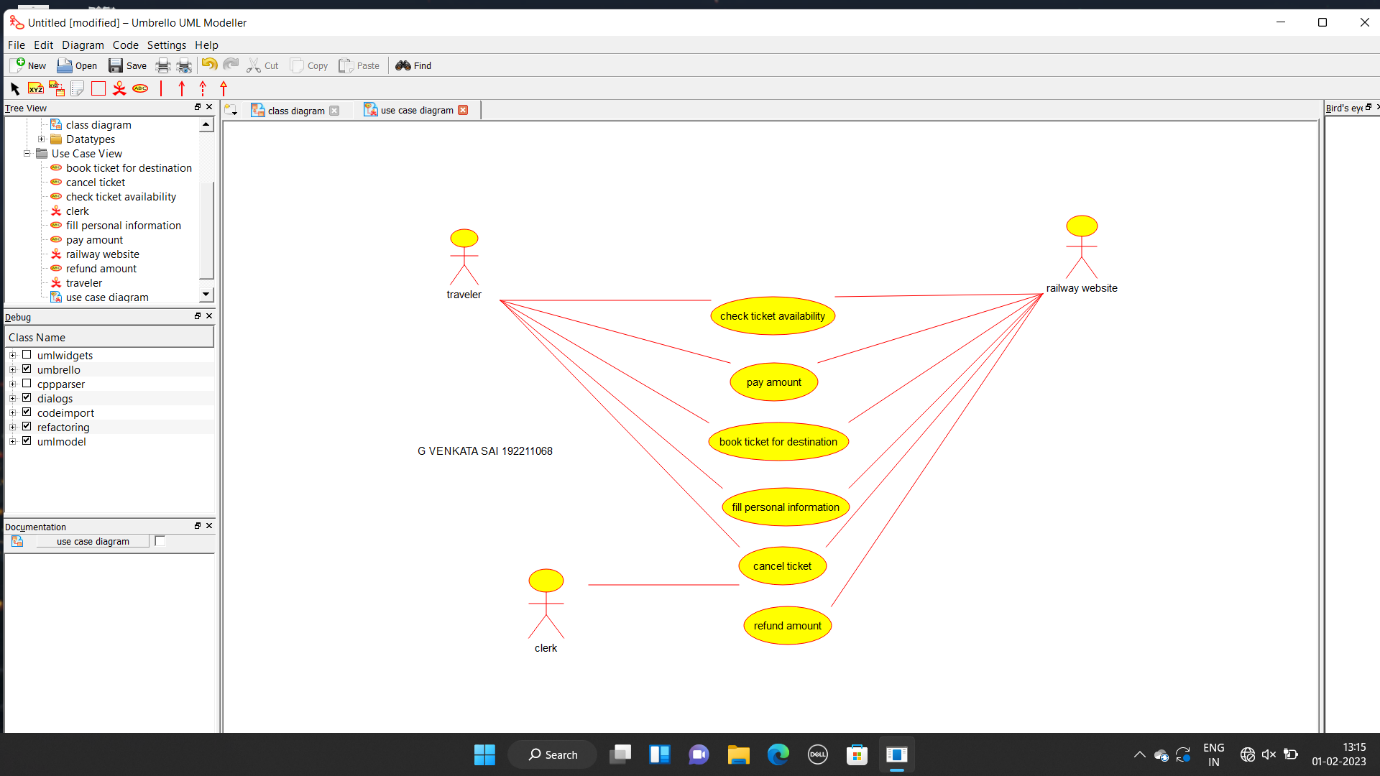 Untitled [modified] – Umbrello UML Modeller
File Edit Diagram Code Settings Help
New Open Save Cut Copy Paste Find
XYZ ABC
Tree View
class diagram
Datatypes
Use Case View
book ticket for destination
cancel ticket
check ticket availability
clerk
fill personal information
pay amount
railway website
refund amount
traveler
use case diagram
Debug
Class Name
umlwidgets
umbrello
cppparser
dialogs
codeimport
refactoring
umlmodel
Documentation
use case diagram
class diagram use case diagram
traveler
railway website
check ticket availability
pay amount
book ticket for destination
G VENKATA SAI 192211068
fill personal information
cancel ticket
refund amount
clerk
Bird's eye
Search
DELL
ENG
IN
13:15
01-02-2023